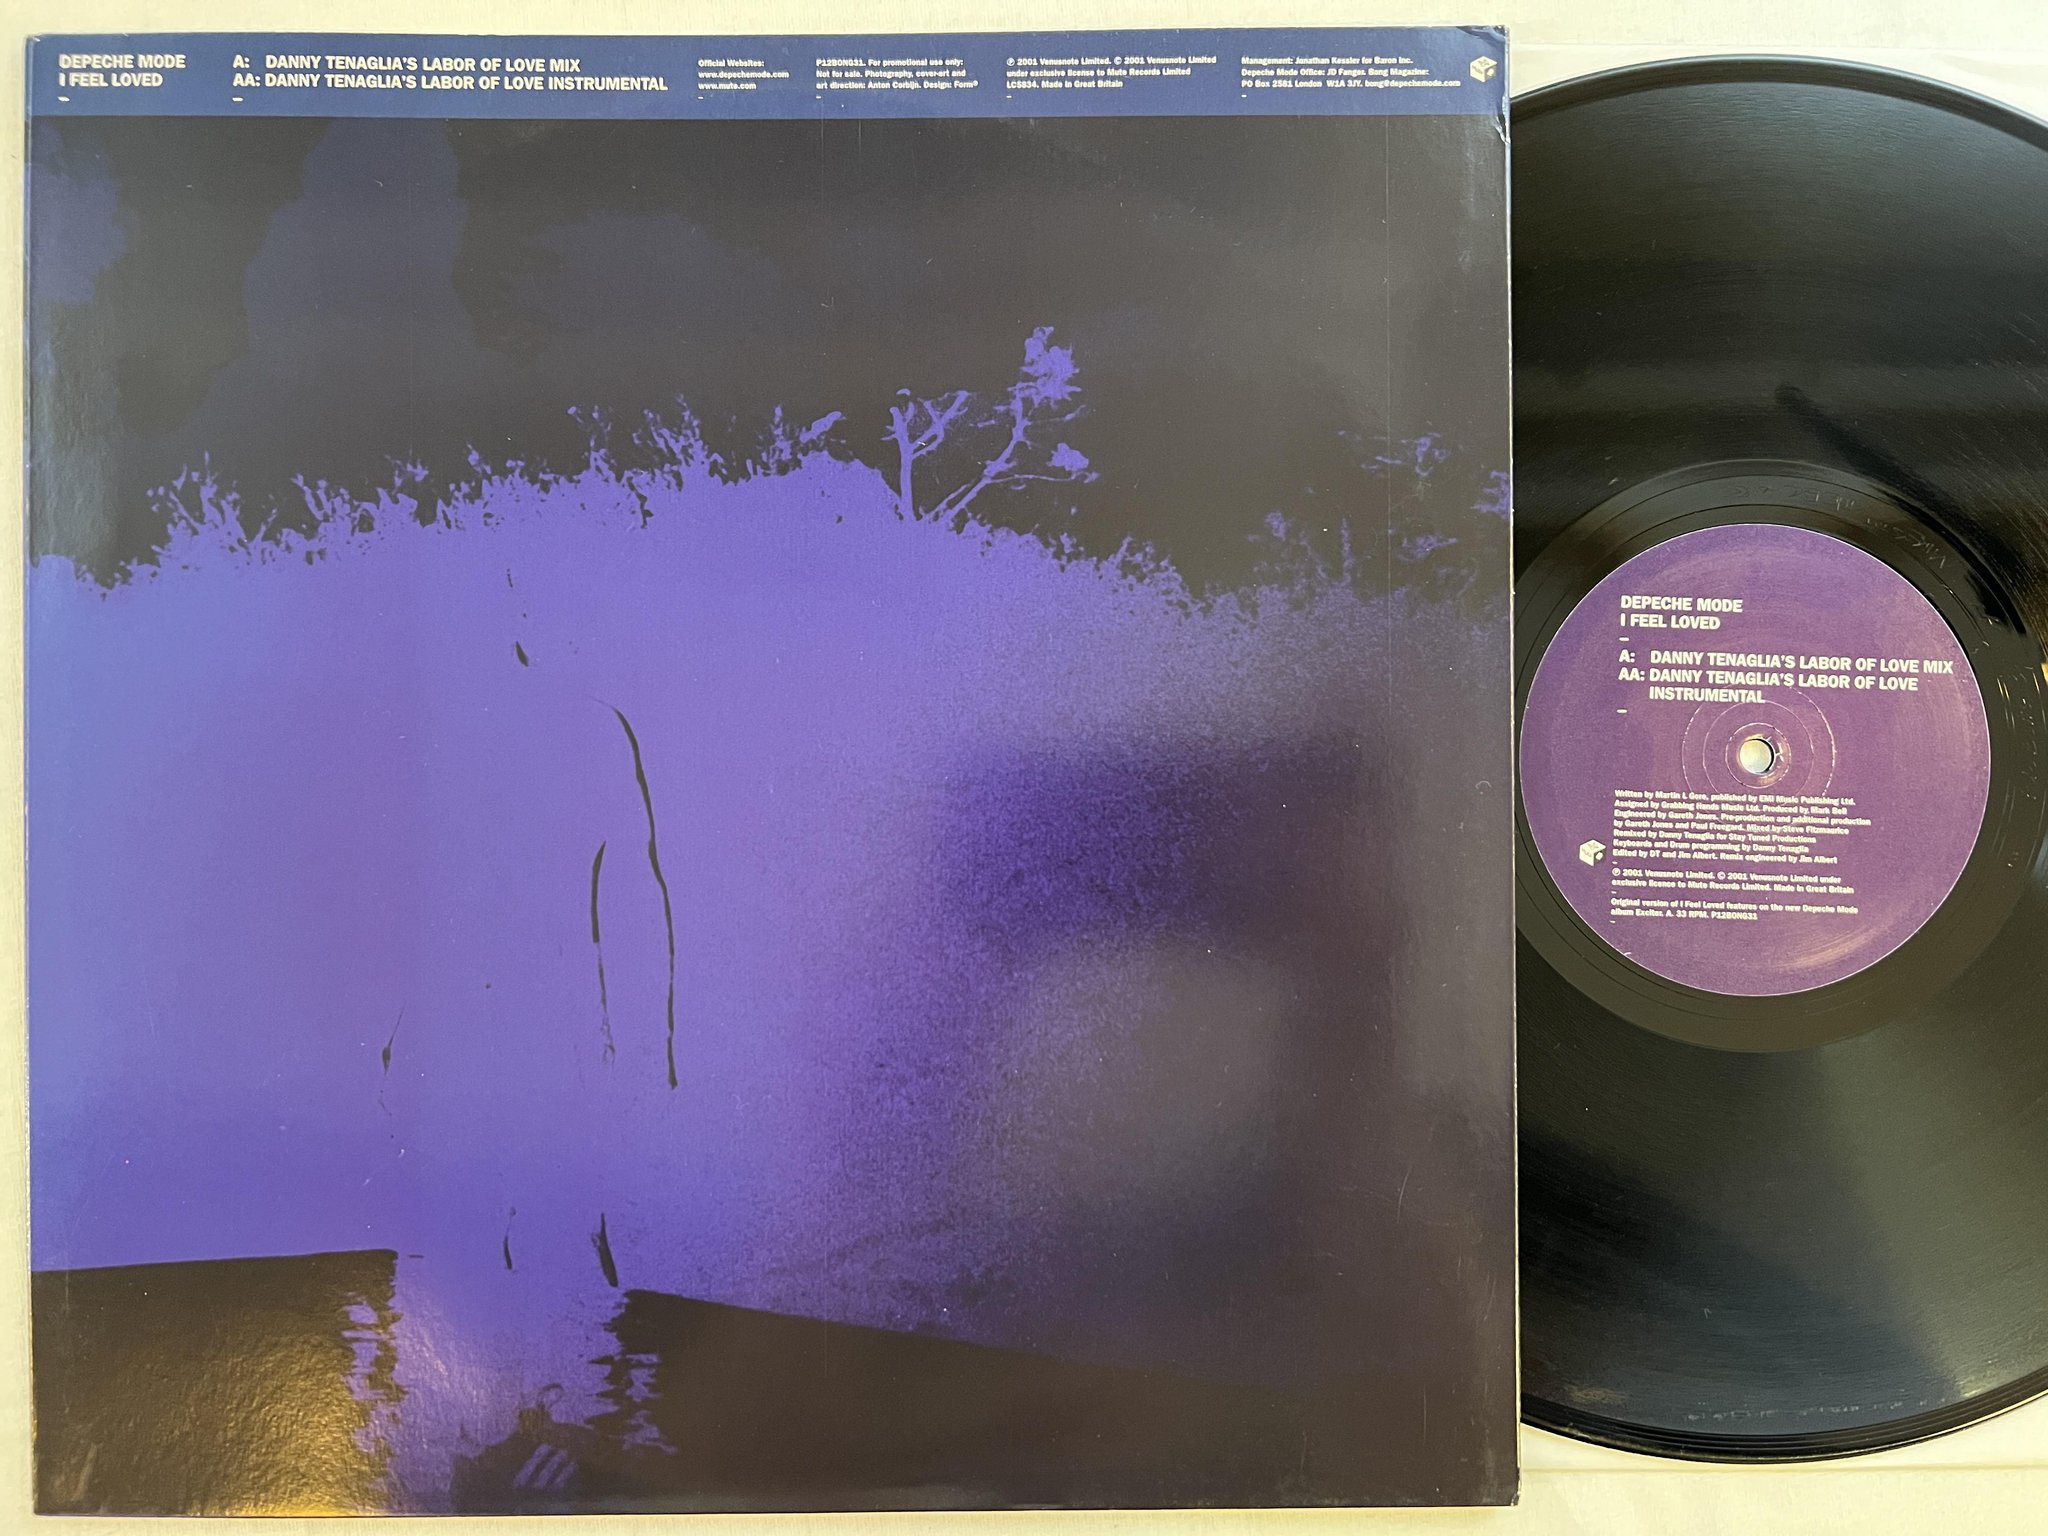 DEPECHE MODE
I FEEL LOVED
A: DANNY TENAGLIA'S LABOR OF LOVE MIX
AA: DANNY TENAGLIA'S LABOR OF LOVE INSTRUMENTAL
Official Websites:
www.depechemode.com
www.mute.com
P12BONG31. For promotional use only:
Not for sale. Photography, cover-art and
art direction: Anton Corbijn. Design: Form®
℗ 2001 Venusnote Limited. © 2001 Venusnote Limited
under exclusive license to Mute Records Limited
LC5834. Made in Great Britain
Management: Jonathan Kessler for Baron Inc.
Depeche Mode Office: JD Fanger. Bang Magazine:
PO Box 2581 London W1A 3JY. bong@depechemode.com
DEPECHE MODE
I FEEL LOVED
A: DANNY TENAGLIA'S LABOR OF LOVE MIX
AA: DANNY TENAGLIA'S LABOR OF LOVE
INSTRUMENTAL
Written by Martin L Gore, published by EMI Music Publishing Ltd.
Assigned by Grabbing Hands Music Ltd. Produced by Mark Bell
Engineered by Gareth Jones. Pre-production and additional production
by Gareth Jones and Paul Freegard. Mixed by Steve Fitzmaurice
Remixed by Danny Tenaglia for Stay Tuned Productions
Keyboards and Drum programming by Danny Tenaglia
Edited by DT and Jim Albert. Remix engineered by Jim Albert
℗ 2001 Venusnote Limited. © 2001 Venusnote Limited under
exclusive licence to Mute Records Limited. Made in Great Britain
Original version of I Feel Loved features on the new Depeche Mode
album Exciter. A. 33 RPM. P12BONG31